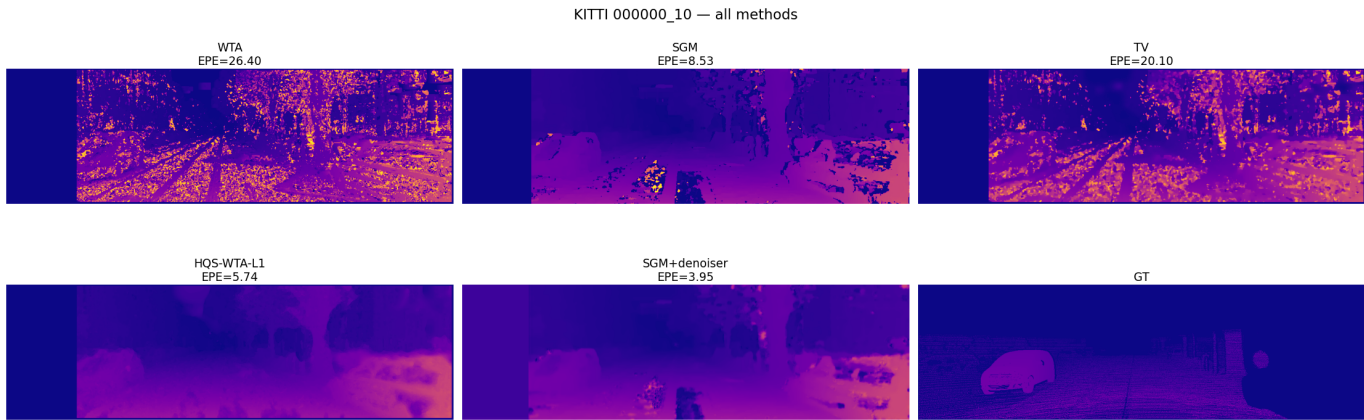 KITTI 000000_10 — all methods
WTA
EPE=26.40
SGM
EPE=8.53
TV
EPE=20.10
HQS-WTA-L1
EPE=5.74
SGM+denoiser
EPE=3.95
GT